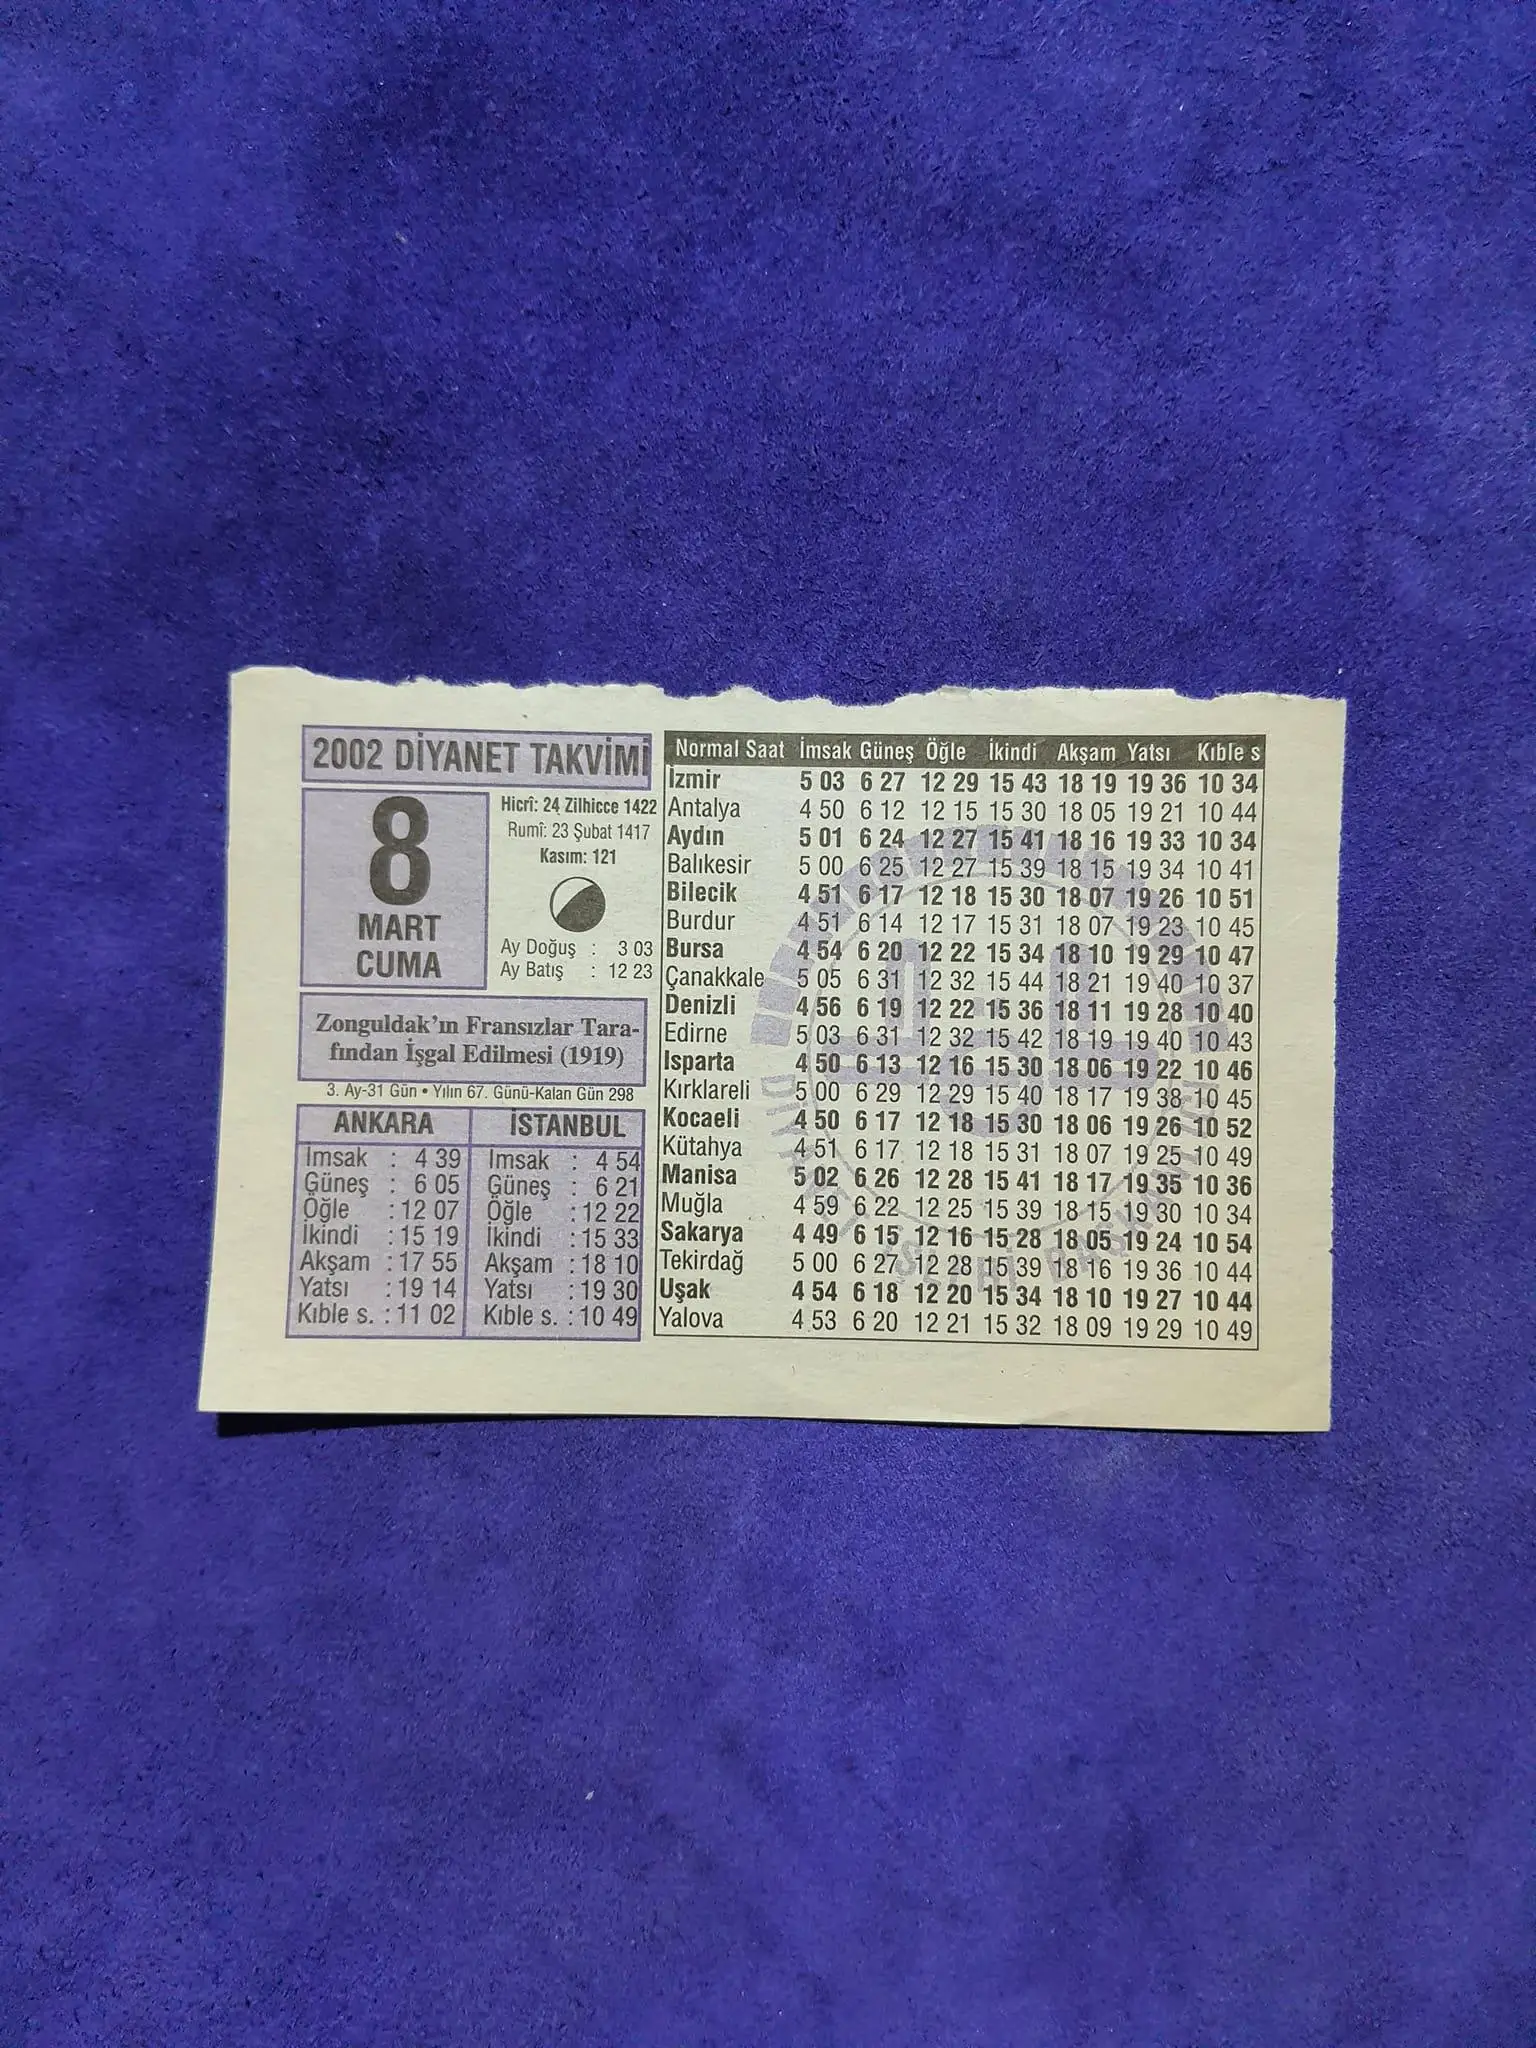 2002 DİYANET TAKVİMİ
8
MART
CUMA
Hicrî: 24 Zilhicce 1422
Rumî: 23 Şubat 1417
Kasım: 121
Ay Doğuş : 3 03
Ay Batış : 12 23
Zonguldak'ın Fransızlar Tara-
fından İşgal Edilmesi (1919)
3. Ay-31 Gün • Yılın 67. Günü-Kalan Gün 298
ANKARA
İmsak : 4 39
Güneş : 6 05
Öğle : 12 07
İkindi : 15 19
Akşam : 17 55
Yatsı : 19 14
Kıble s. : 11 02
İSTANBUL
İmsak : 4 54
Güneş : 6 21
Öğle : 12 22
İkindi : 15 33
Akşam : 18 10
Yatsı : 19 30
Kıble s. : 10 49
Normal Saat İmsak Güneş Öğle İkindi Akşam Yatsı Kıble s
İzmir 5 03 6 27 12 29 15 43 18 19 19 36 10 34
Antalya 4 50 6 12 12 15 15 30 18 05 19 21 10 44
Aydın 5 01 6 24 12 27 15 41 18 16 19 33 10 34
Balıkesir 5 00 6 25 12 27 15 39 18 15 19 34 10 41
Bilecik 4 51 6 17 12 18 15 30 18 07 19 26 10 51
Burdur 4 51 6 14 12 17 15 31 18 07 19 23 10 45
Bursa 4 54 6 20 12 22 15 34 18 10 19 29 10 47
Çanakkale 5 05 6 31 12 32 15 44 18 21 19 40 10 37
Denizli 4 56 6 19 12 22 15 36 18 11 19 28 10 40
Edirne 5 03 6 31 12 32 15 42 18 19 19 40 10 43
Isparta 4 50 6 13 12 16 15 30 18 06 19 22 10 46
Kırklareli 5 00 6 29 12 29 15 40 18 17 19 38 10 45
Kocaeli 4 50 6 17 12 18 15 30 18 06 19 26 10 52
Kütahya 4 51 6 17 12 18 15 31 18 07 19 25 10 49
Manisa 5 02 6 26 12 28 15 41 18 17 19 35 10 36
Muğla 4 59 6 22 12 25 15 39 18 15 19 30 10 34
Sakarya 4 49 6 15 12 16 15 28 18 05 19 24 10 54
Tekirdağ 5 00 6 27 12 28 15 39 18 16 19 36 10 44
Uşak 4 54 6 18 12 20 15 34 18 10 19 27 10 44
Yalova 4 53 6 20 12 21 15 32 18 09 19 29 10 49